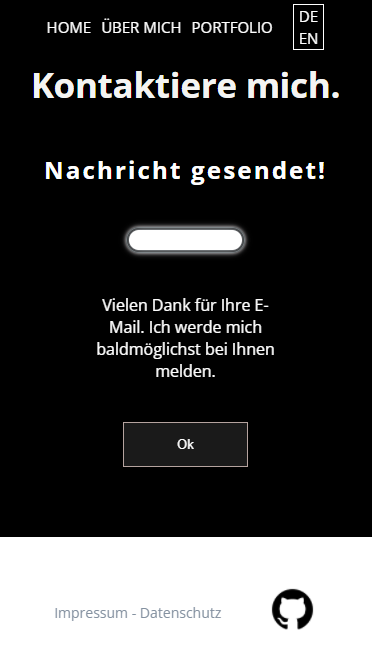 HOME ÜBER MICH PORTFOLIO DE
EN
Kontaktiere mich.
Nachricht gesendet!
Vielen Dank für Ihre E-
Mail. Ich werde mich
baldmöglichst bei Ihnen
melden.
Ok
Impressum - Datenschutz